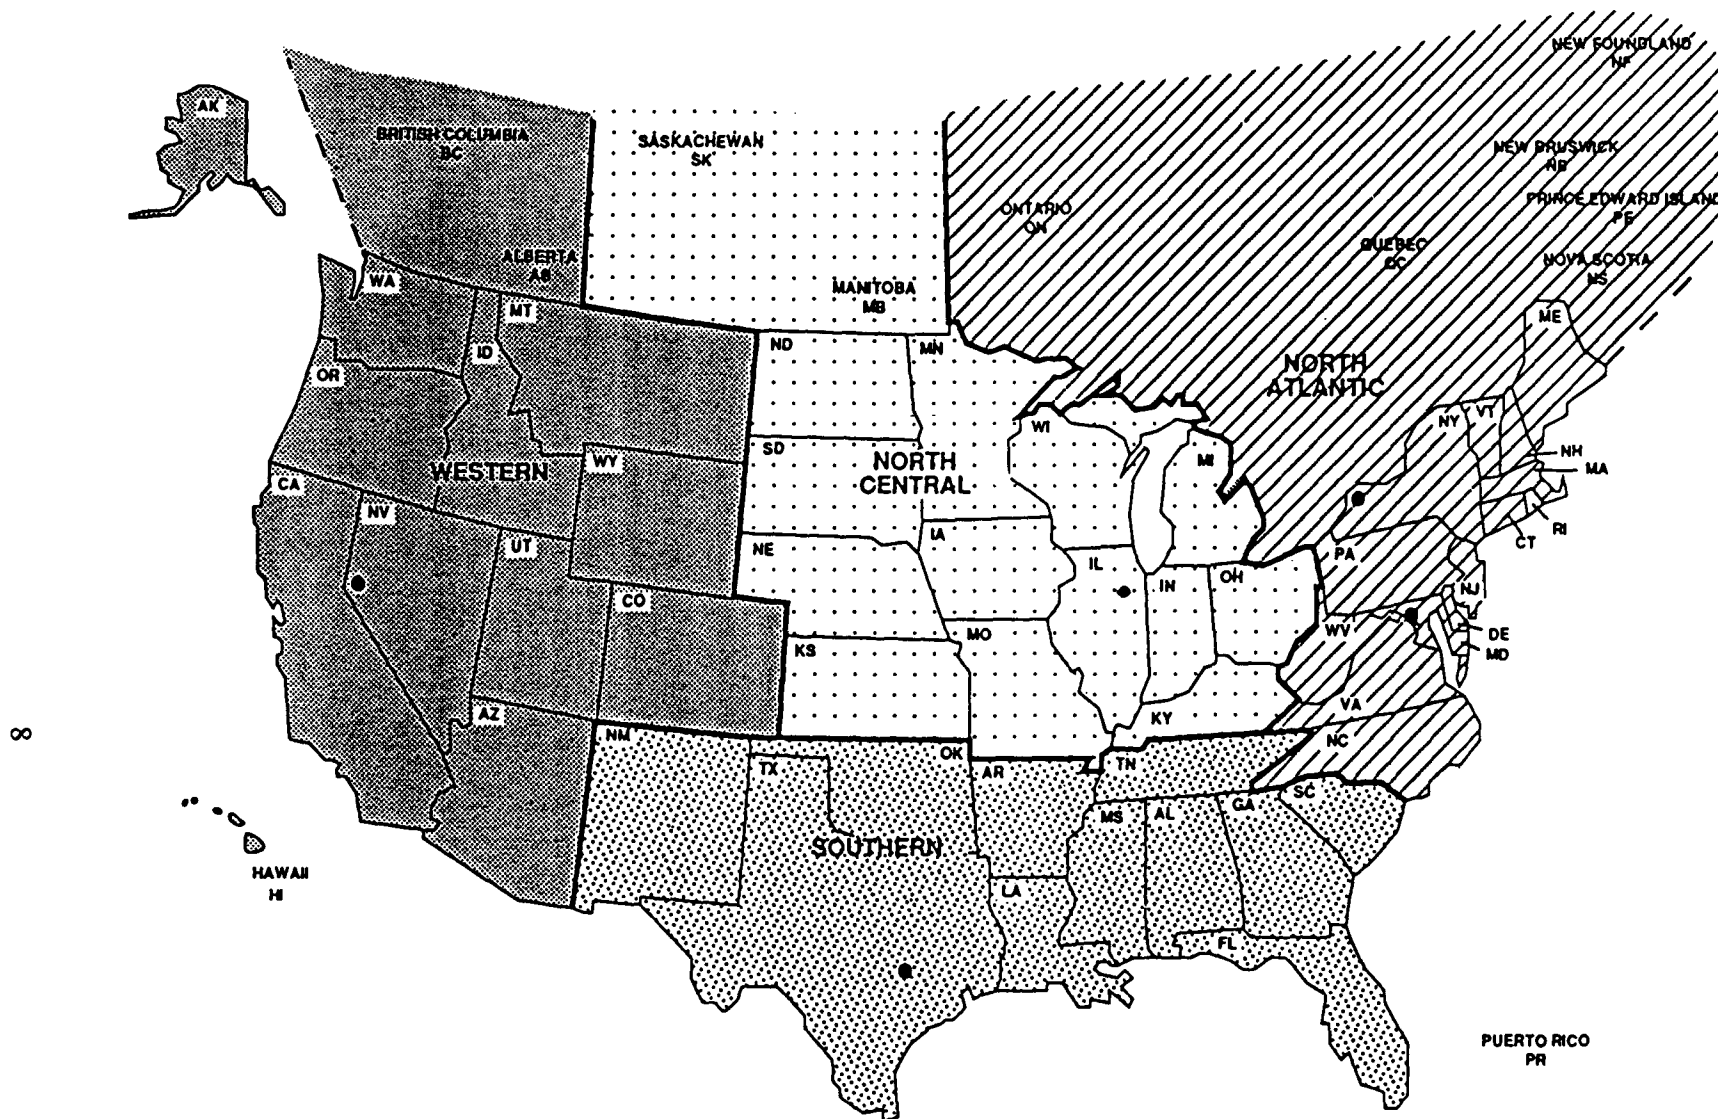 NEW FOUNDLAND
NF
AK
BRITISH COLUMBIA
BC
SASKACHEWAN
SK
NEW BRUSWICK
NB
PRINCE EDWARD ISLAND
PE
ONTARIO
ON
QUEBEC
QC
ALBERTA
AB
NOVA SCOTIA
NS
WA
MANITOBA
MB
MT
ME
ND
MN
ID
NORTH
ATLANTIC
OR
NY
VT
WI
SD
NH
MI
WY
NORTH
CENTRAL
MA
WESTERN
CA
NV
RI
IA
CT
UT
NE
PA
IL
IN
OH
NJ
CO
WV
DE
MO
MD
KS
VA
AZ
KY
8
NM
OK
NC
TX
AR
TN
SC
GA
MS
AL
SOUTHERN
HAWAII
HI
LA
FL
PUERTO RICO
PR